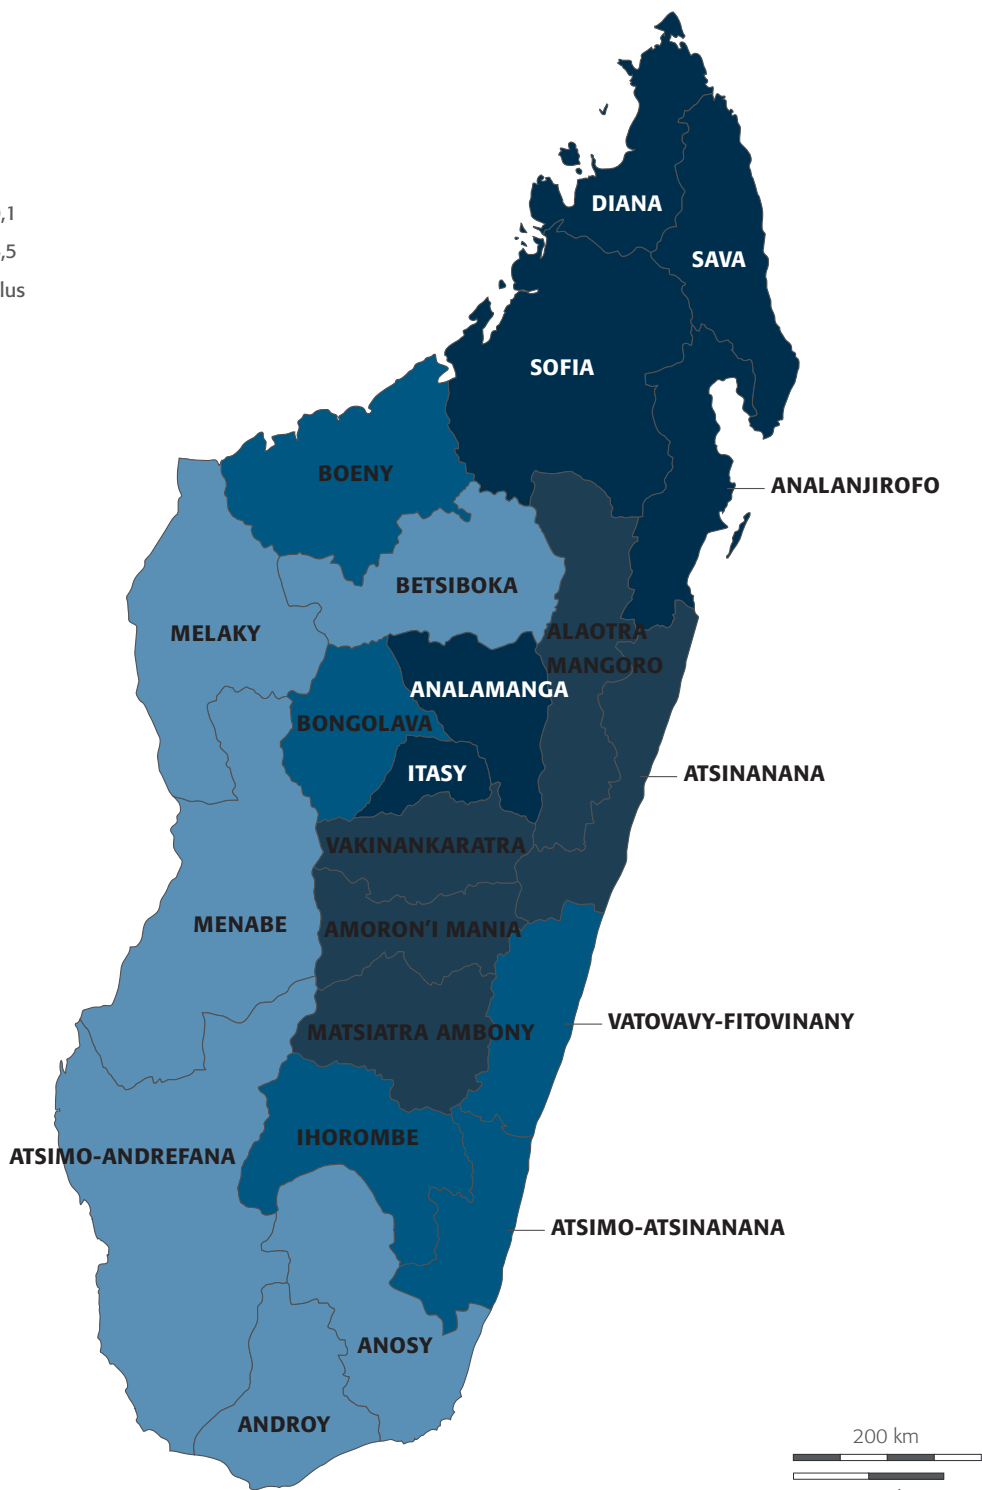 ,1
,5
lus
DIANA
SAVA
SOFIA
BOENY
ANALANJIROFO
BETSIBOKA
MELAKY
ALAOTRA
MANGORO
ANALAMANGA
BONGOLAVA
ITASY
ATSINANANA
VAKINANKARATRA
MENABE
AMORON'I MANIA
VATOVAVY-FITOVINANY
MATSIATRA AMBONY
IHOROMBE
ATSIMO-ANDREFANA
ATSIMO-ATSINANANA
ANOSY
ANDROY
200 km